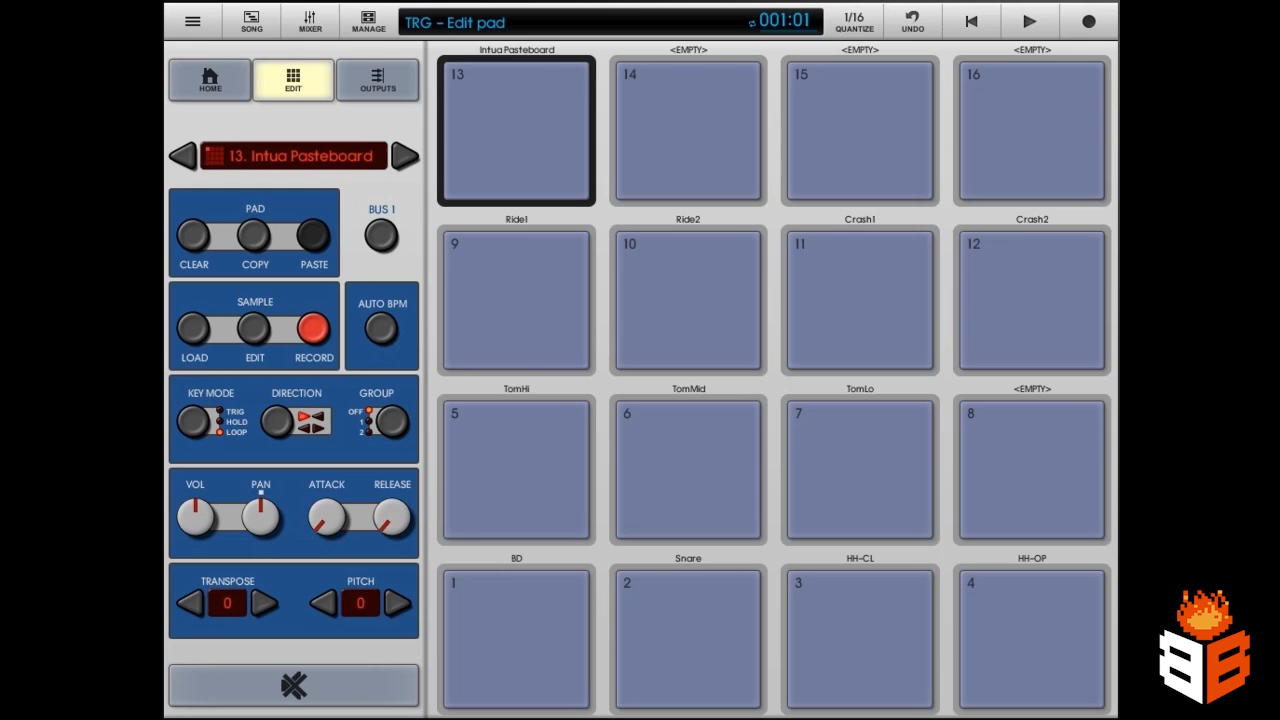 SONG
MIXER
MANAGE
TRG - Edit pad
001:01
1/16
QUANTIZE
UNDO
HOME
EDIT
OUTPUTS
13. Intua Pasteboard
PAD
CLEAR
COPY
PASTE
BUS 1
SAMPLE
LOAD
EDIT
RECORD
AUTO BPM
KEY MODE
TRIG
HOLD
LOOP
DIRECTION
GROUP
OFF
1
2
VOL
PAN
ATTACK
RELEASE
TRANSPOSE
0
PITCH
0
Intua Pasteboard
13
<EMPTY>
14
<EMPTY>
15
<EMPTY>
16
Ride1
9
Ride2
10
Crash1
11
Crash2
12
TomHi
5
TomMid
6
TomLo
7
<EMPTY>
8
BD
1
Snare
2
HH-CL
3
HH-OP
4